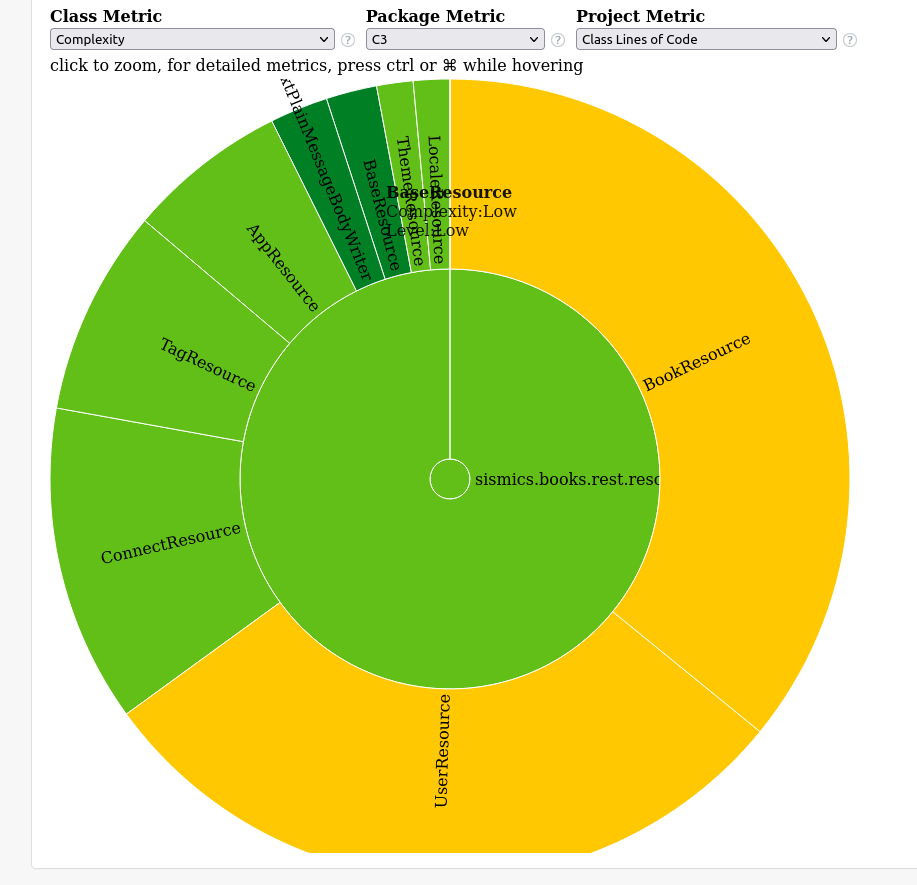 Class Metric
Package Metric
Project Metric
Complexity
?
C3
?
Class Lines of Code
?
click to zoom, for detailed metrics, press ctrl or ⌘ while hovering
xtPlainMessageBodyWriter
BaseResource
ThemeResource
LocaleResource
BaseResource
Complexity:Low
Level:Low
AppResource
TagResource
BookResource
sismics.books.rest.reso
ConnectResource
UserResource